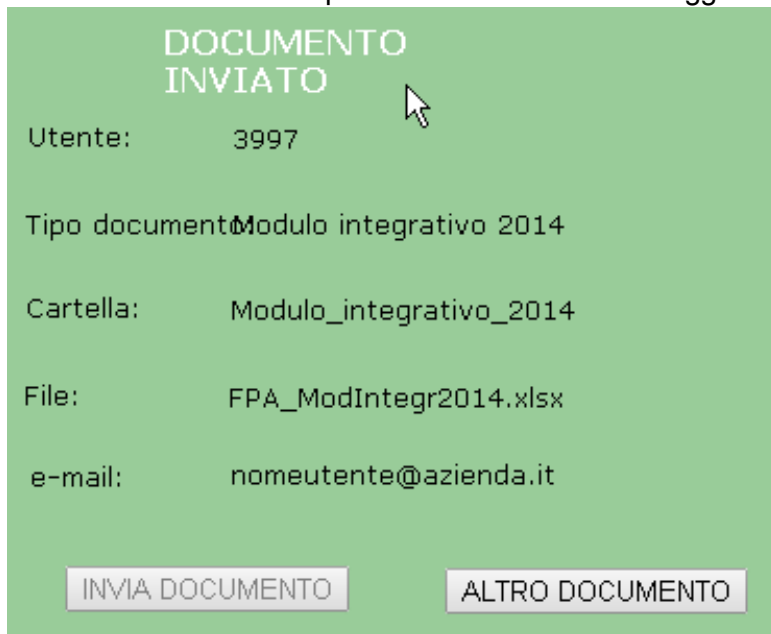 DOCUMENTO
INVIATO
Utente: 3997
Tipo documento: Modulo integrativo 2014
Cartella: Modulo_integrativo_2014
File: FPA_ModIntegr2014.xlsx
e-mail: nomeutente@azienda.it
INVIA DOCUMENTO ALTRO DOCUMENTO